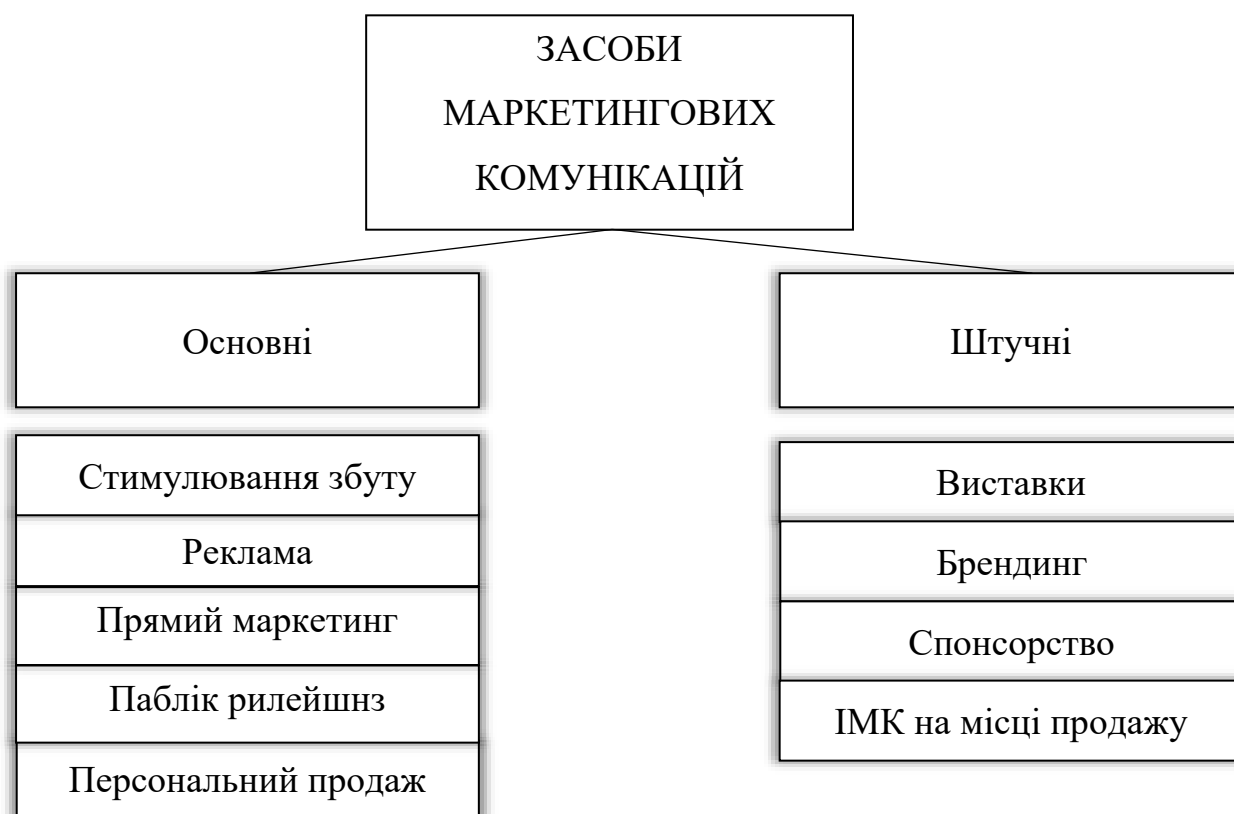 ЗАСОБИ
МАРКЕТИНГОВИХ
КОМУНІКАЦІЙ
Основні
Штучні
Стимулювання збуту
Реклама
Прямий маркетинг
Паблік рилейшнз
Персональний продаж
Виставки
Брендинг
Спонсорство
ІМК на місці продажу